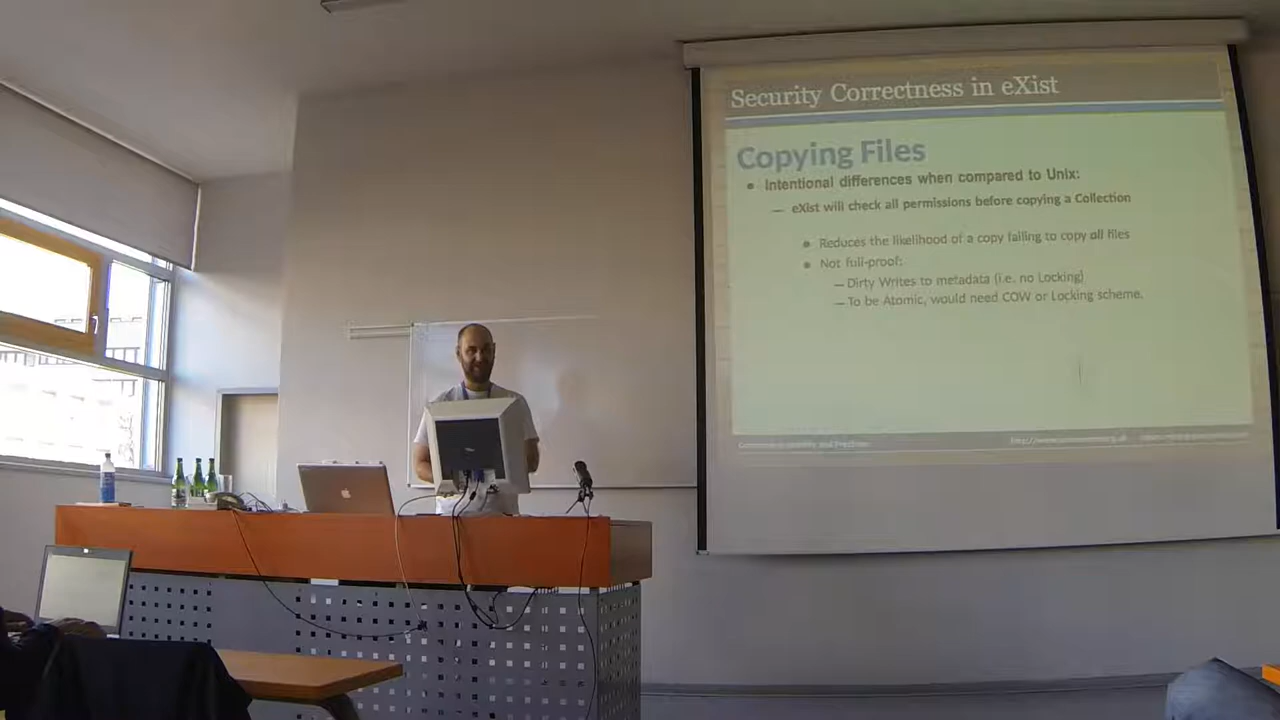 Security Correctness in eXist
Copying Files
• Intentional differences when compared to Unix:
— eXist will check all permissions before copying a Collection
• Reduces the likelihood of a copy failing to copy all files
• Not full-proof:
— Dirty Writes to metadata (i.e. no Locking)
— To be Atomic, would need COW or Locking scheme.